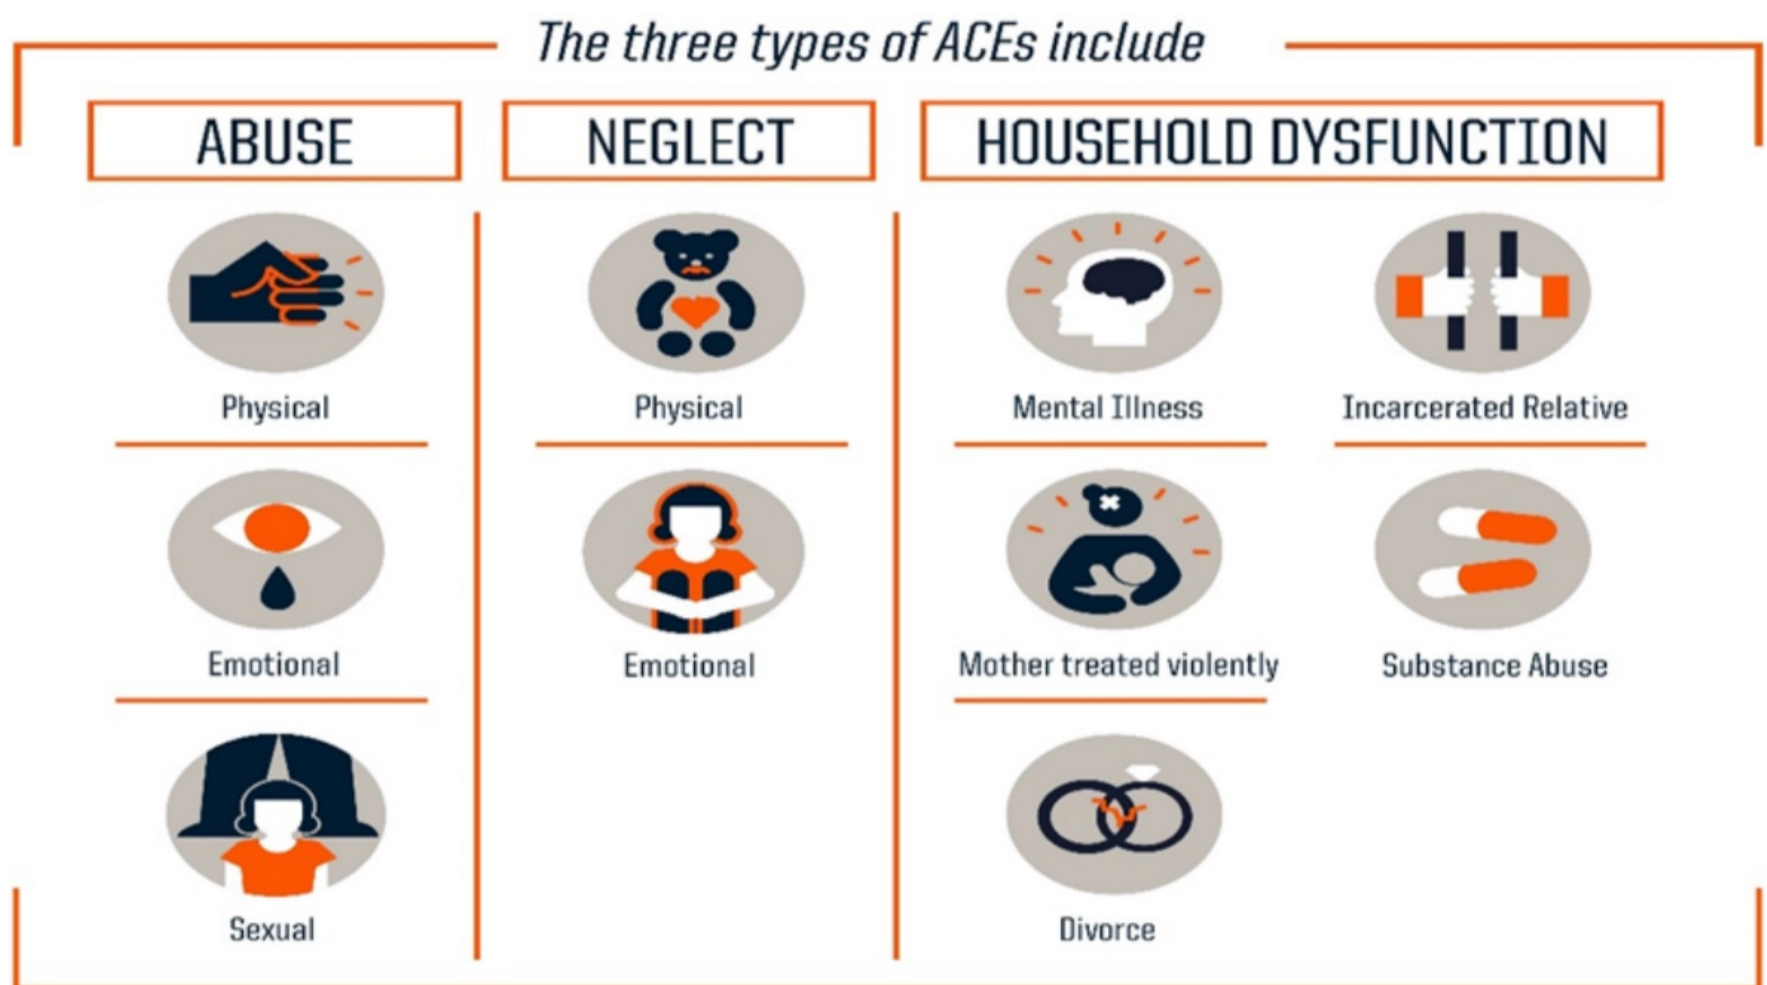 The three types of ACEs include
ABUSE
NEGLECT
HOUSEHOLD DYSFUNCTION
Physical
Physical
Mental Illness
Incarcerated Relative
Emotional
Emotional
Mother treated violently
Substance Abuse
Sexual
Divorce